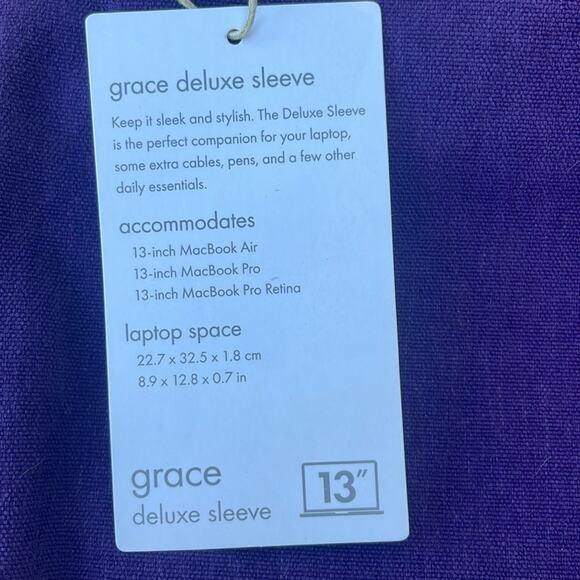 grace deluxe sleeve
Keep it sleek and stylish. The Deluxe Sleeve
is the perfect companion for your laptop,
some extra cables, pens, and a few other
daily essentials.
accommodates
13-inch MacBook Air
13-inch MacBook Pro
13-inch MacBook Pro Retina
laptop space
22.7 x 32.5 x 1.8 cm
8.9 x 12.8 x 0.7 in
grace
deluxe sleeve
13"